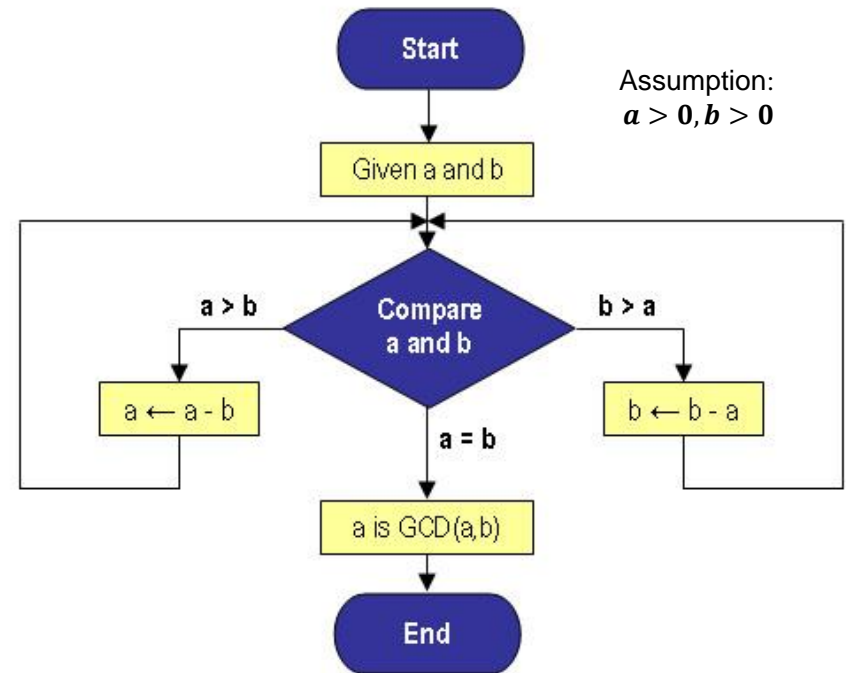 Start
Assumption:
𝒂 > 𝟎, 𝒃 > 𝟎
Given a and b
a > b
Compare
a and b
b > a
a ← a - b
b ← b - a
a = b
a is GCD(a,b)
End